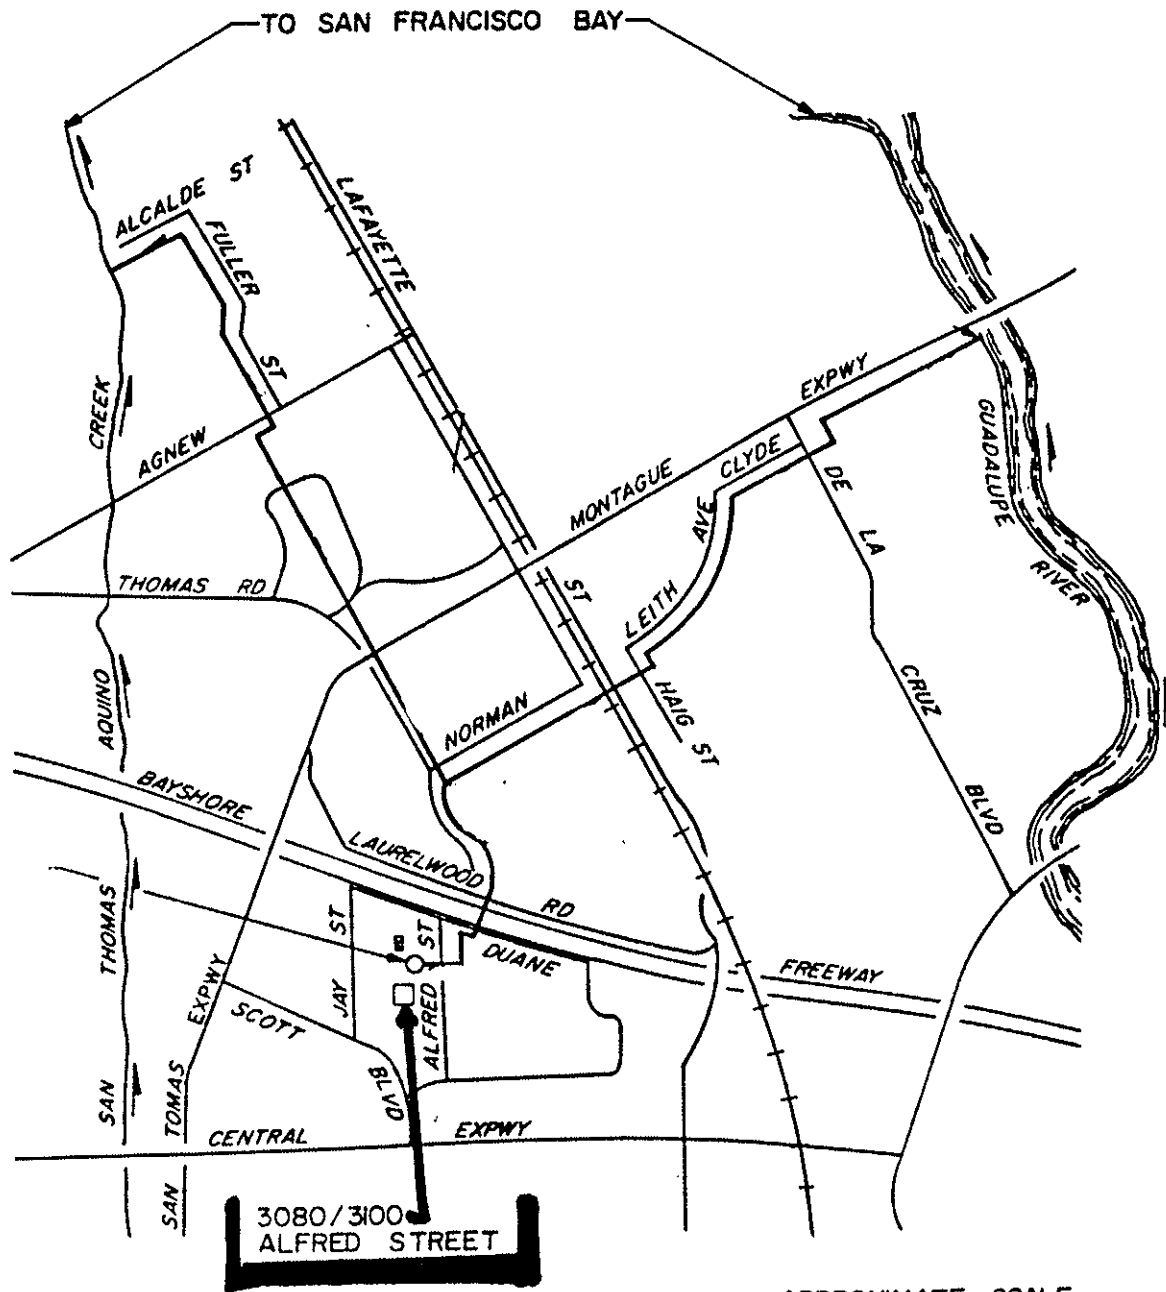 TO SAN FRANCISCO BAY
ALCALDE ST
FULLER ST
LAFAYETTE ST
CREEK
AGNEW
EXPWY
CLYDE
MONTAGUE
GUADALUPE RIVER
AVE
LEITH
DE LA CRUZ BLVD
THOMAS RD
AQUINO
NORMAN
HAIG ST
BAYSHORE
LAURELWOOD RD
THOMAS
JAY ST
ALFRED ST
DUANE
FREEWAY
EXPWY
SCOTT BLVD
SAN
TOMAS
SAN
CENTRAL EXPWY
3080/3100
ALFRED STREET